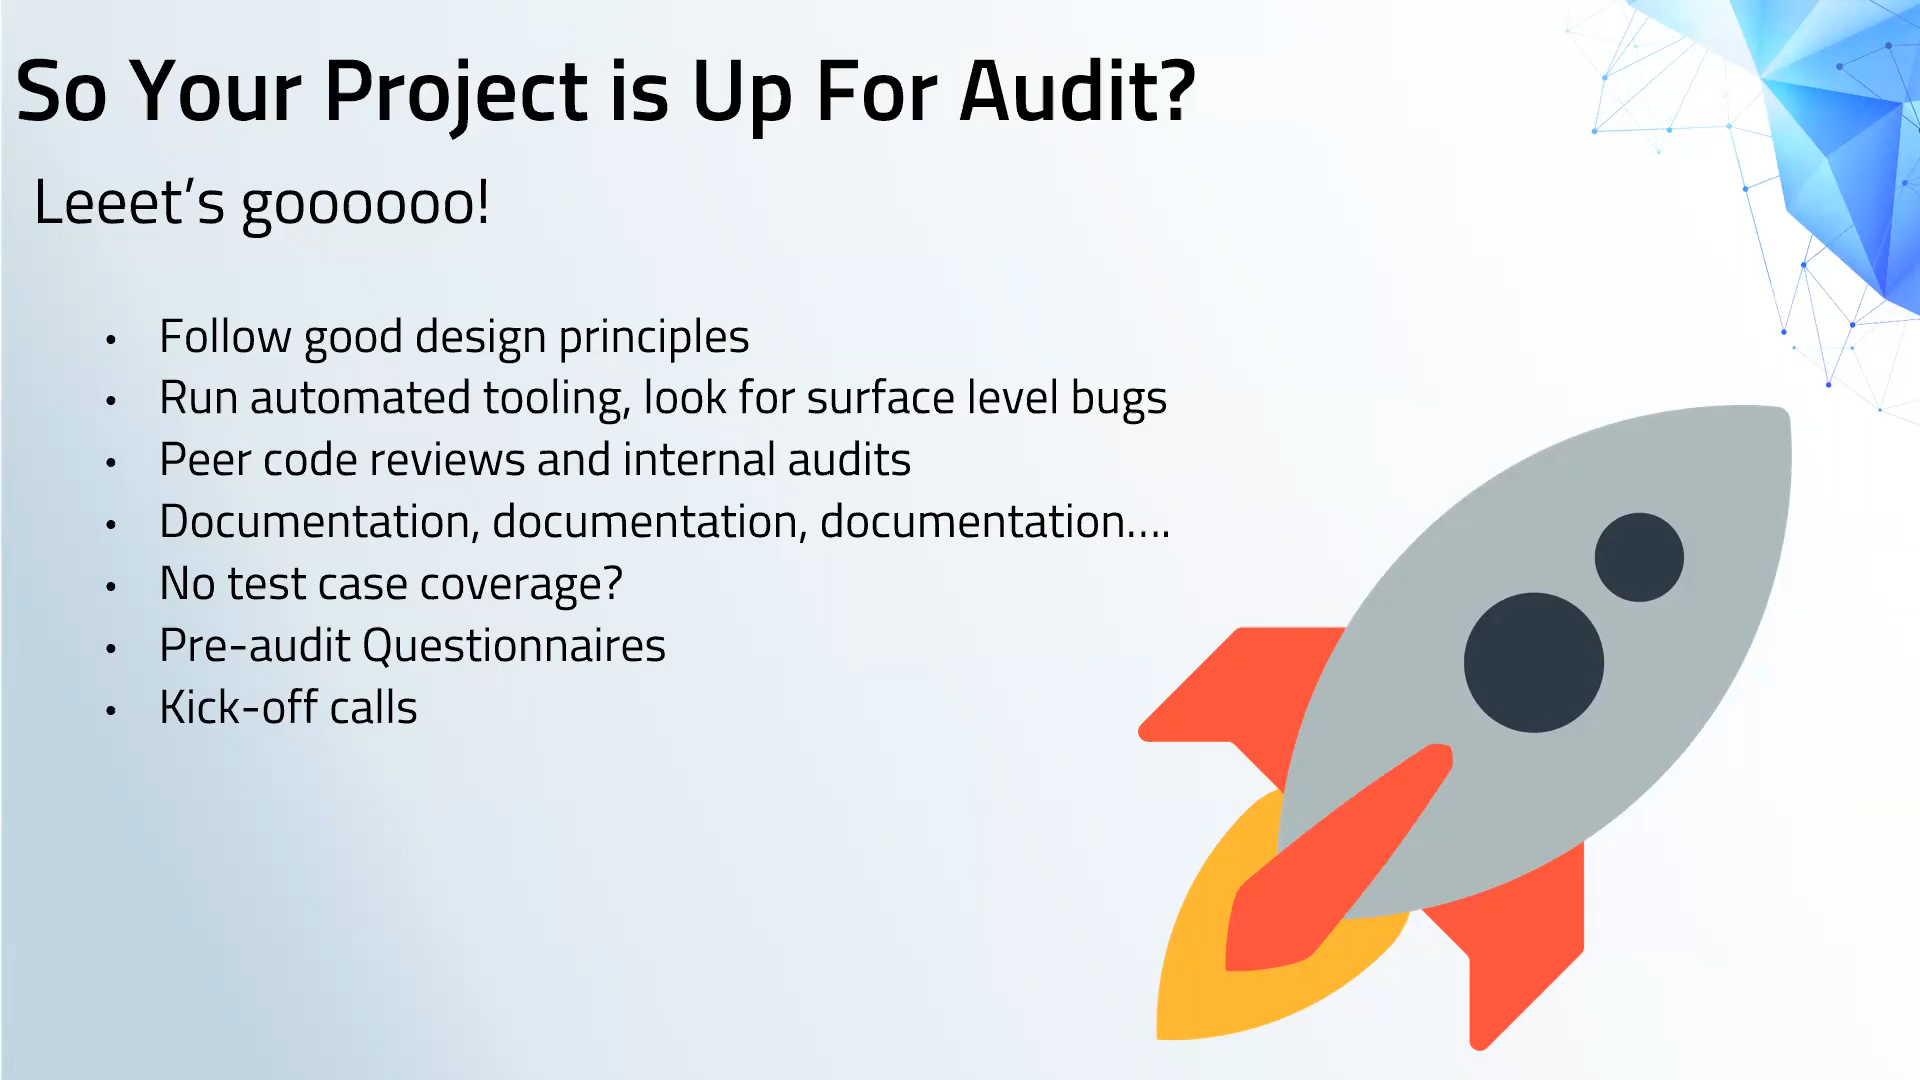 So Your Project is Up For Audit?
Leeet’s goooooo!
• Follow good design principles
• Run automated tooling, look for surface level bugs
• Peer code reviews and internal audits
• Documentation, documentation, documentation....
• No test case coverage?
• Pre-audit Questionnaires
• Kick-off calls